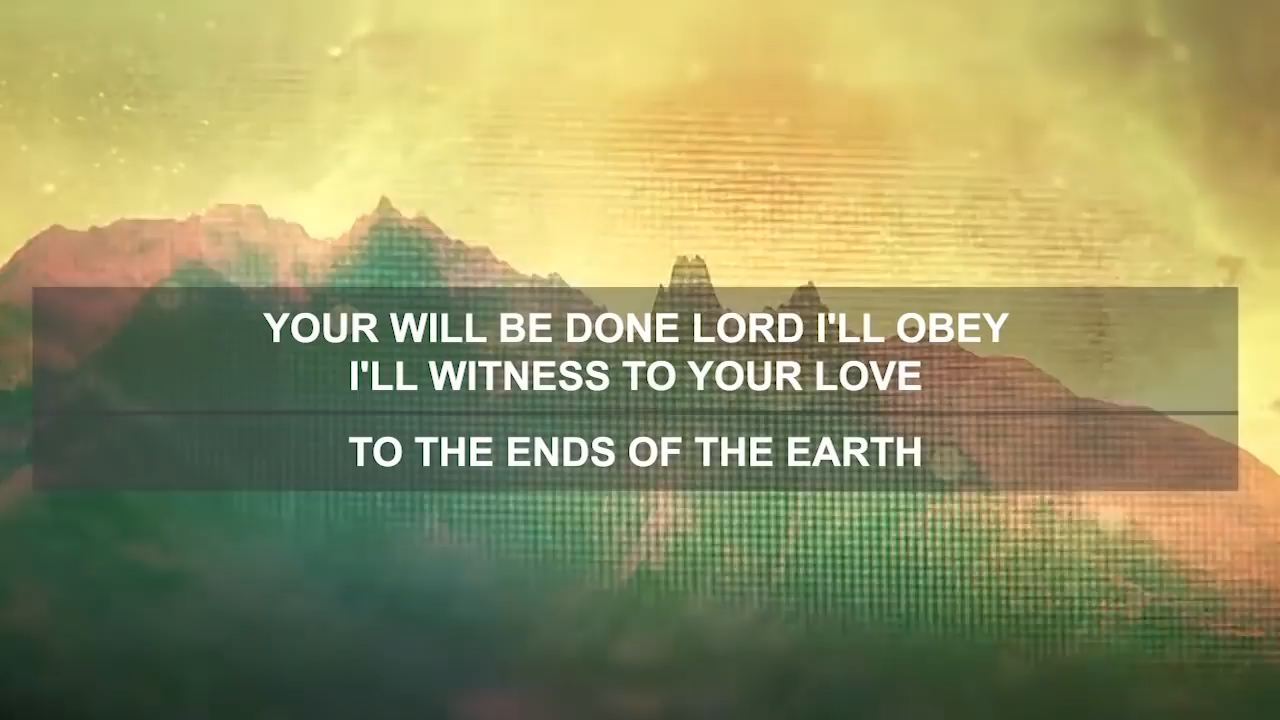 YOUR WILL BE DONE LORD I'LL OBEY
I'LL WITNESS TO YOUR LOVE
TO THE ENDS OF THE EARTH